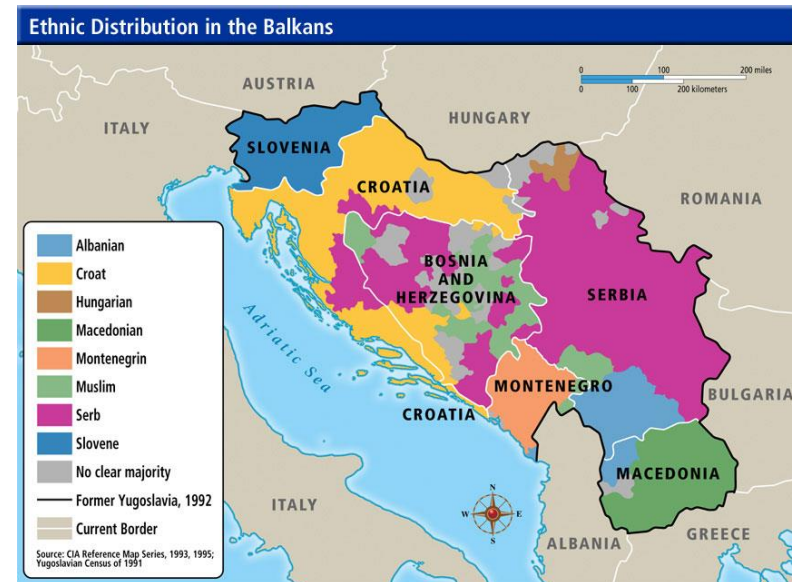 Ethnic Distribution in the Balkans
0 100 200 miles
0 100 200 kilometers
AUSTRIA
ITALY
HUNGARY
SLOVENIA
CROATIA
ROMANIA
BOSNIA
AND
HERZEGOVINA
SERBIA
Adriatic Sea
MONTENEGRO
BULGARIA
CROATIA
MACEDONIA
ITALY
N
W E
S
ALBANIA
GREECE
Albanian
Croat
Hungarian
Macedonian
Montenegrin
Muslim
Serb
Slovene
No clear majority
Former Yugoslavia, 1992
Current Border
Source: CIA Reference Map Series, 1993, 1995;
Yugoslavian Census of 1991